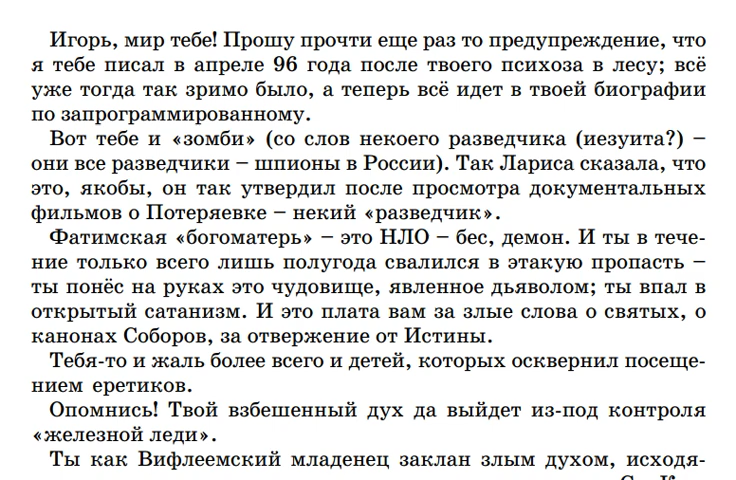 Игорь, мир тебе! Прошу прочти еще раз то предупреждение, что
я тебе писал в апреле 96 года после твоего психоза в лесу; всё
уже тогда так зримо было, а теперь всё идет в твоей биографии
по запрограммированному.
Вот тебе и «зомби» (со слов некоего разведчика (иезуита?) –
они все разведчики – шпионы в России). Так Лариса сказала, что
это, якобы, он так утвердил после просмотра документальных
фильмов о Потеряевке – некий «разведчик».
Фатимская «богоматерь» – это НЛО – бес, демон. И ты в тече-
ние только всего лишь полугода свалился в этакую пропасть –
ты понёс на руках это чудовище, явленное дьяволом; ты впал в
открытый сатанизм. И это плата вам за злые слова о святых, о
канонах Соборов, за отвержение от Истины.
Тебя-то и жаль более всего и детей, которых осквернил посеще-
нием еретиков.
Опомнись! Твой взбешенный дух да выйдет из-под контроля
«железной леди».
Ты как Вифлеемский младенец заклан злым духом, исходя-